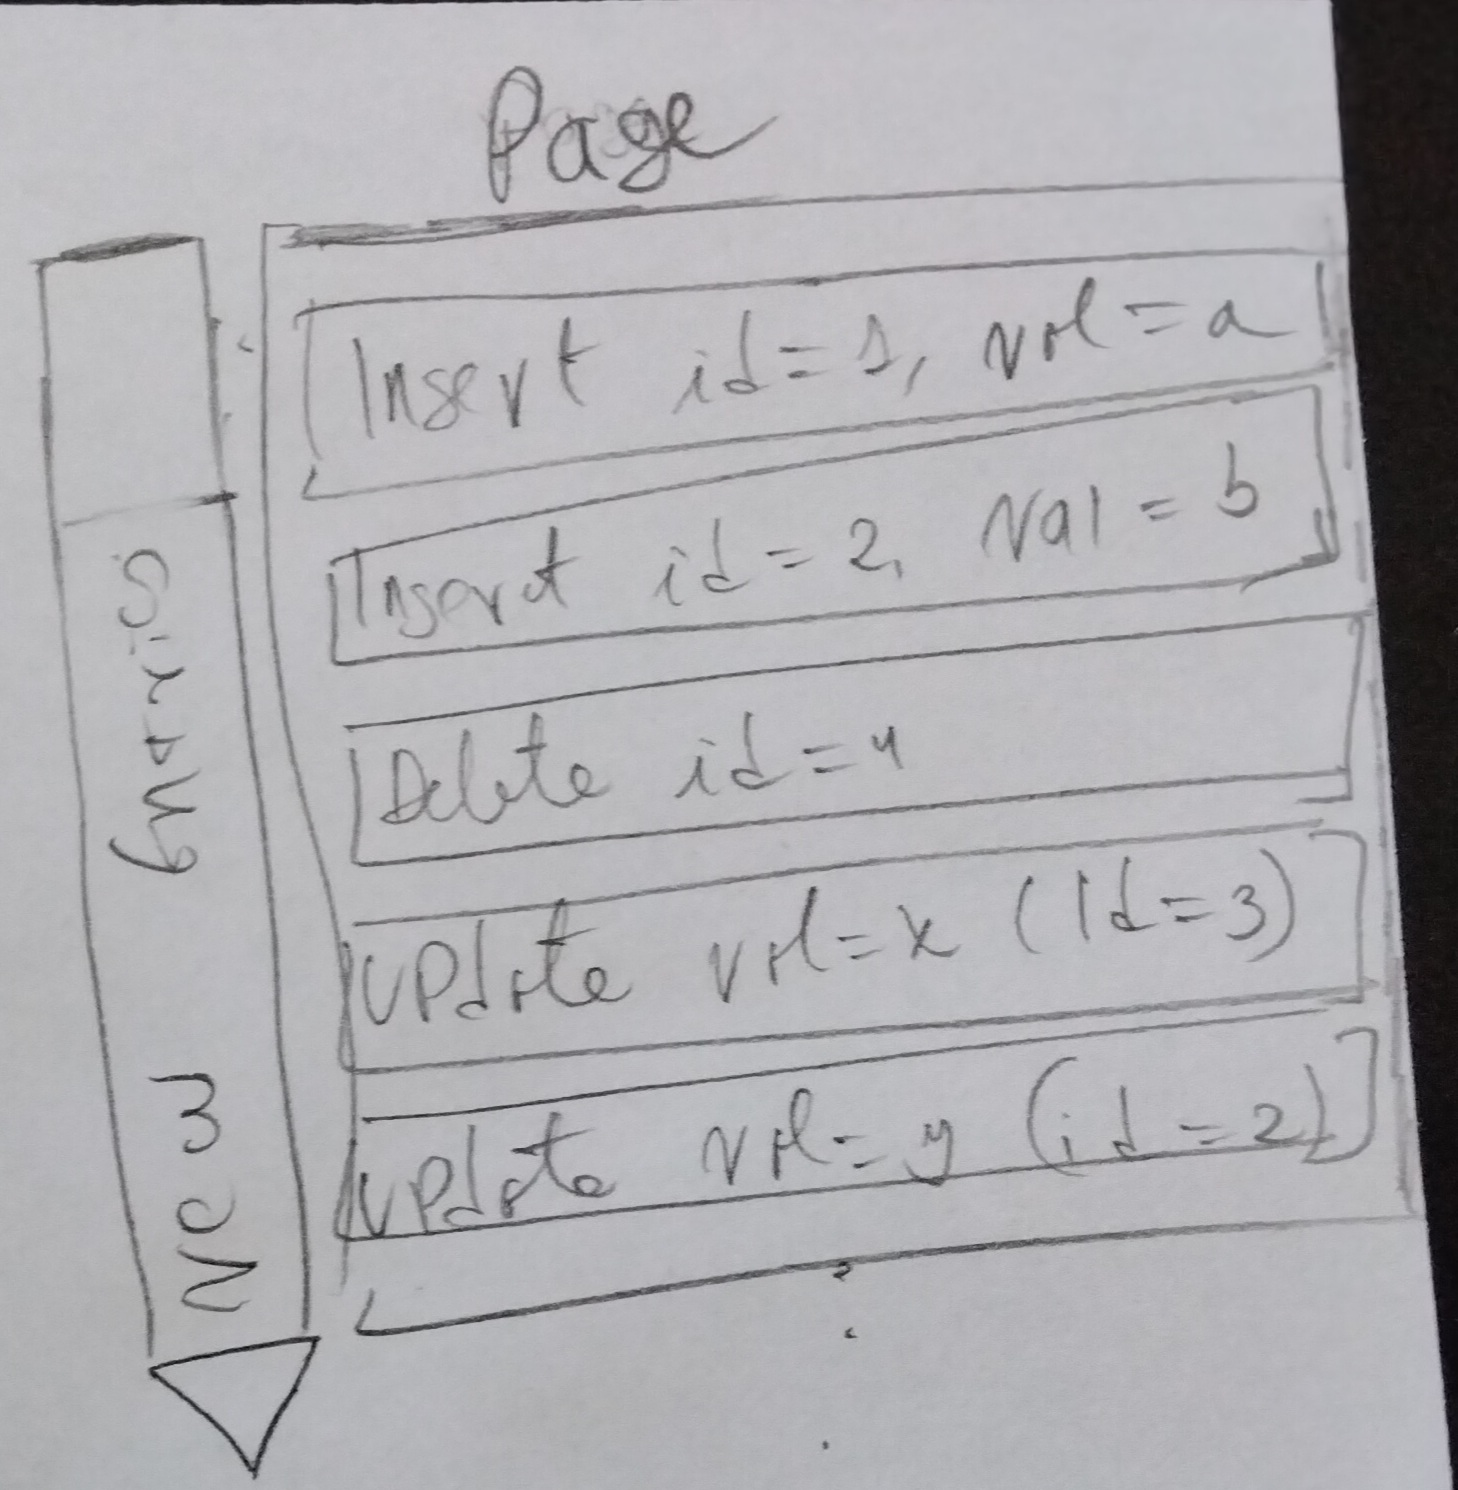 Page
Insert id=1, val=a
Insert id=2, Val=b
Delete id=4
UPdate val=x (Id=3)
UPdate val=y (id=2)
New entries